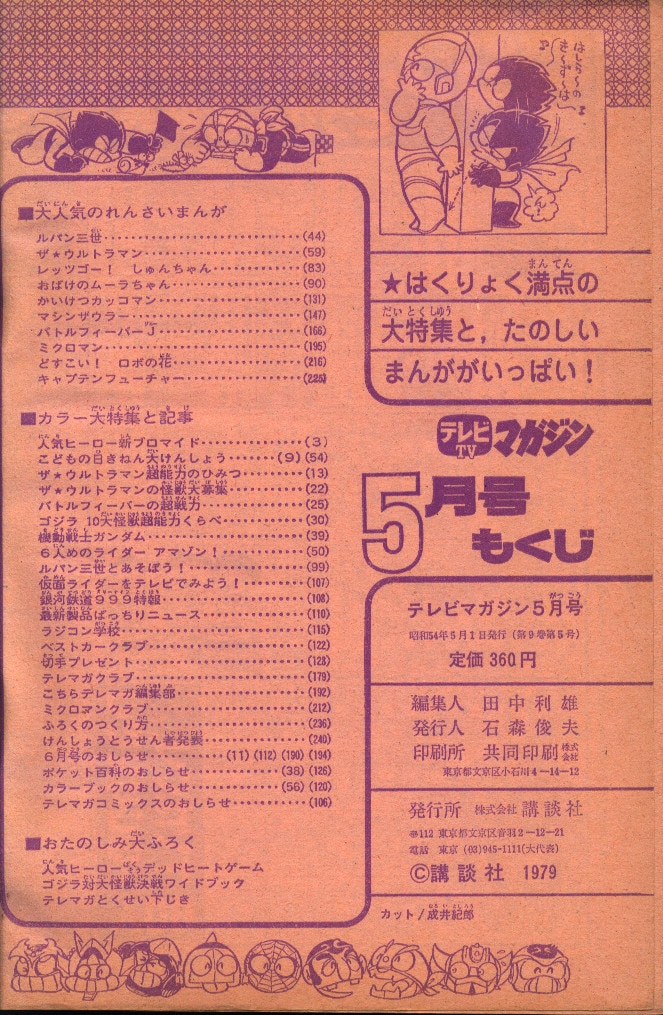 はしら〜の
き〜ず〜は
■大人気のれんさいまんが
ルパン三世・・・(44)
ザ★ウルトラマン・・・(59)
レッツゴー！ しゅんちゃん・・・(83)
おばけのムーラちゃん・・・(90)
かいけつカッコマン・・・(131)
マシンザウラー・・・(147)
バトルフィーバーJ・・・(166)
ミクロマン・・・(195)
どすこい！ ロボの花・・・(216)
キャプテンフューチャー・・・(225)
■カラー大特集と記事
人気ヒーロー新ブロマイド・・・(3)
こどもの日きねん大けんしょう・・・(9)(54)
ザ★ウルトラマン超能力のひみつ・・・(13)
ザ★ウルトラマンの怪獣大募集・・・(22)
バトルフィーバーの超戦力・・・(25)
ゴジラ 10大怪獣超能力くらべ・・・(30)
機動戦士ガンダム・・・(39)
6人めのライダー アマゾン！・・・(50)
ルパン三世とあそぼう！・・・(99)
仮面ライダーをテレビでみよう！・・・(107)
銀河鉄道999特報・・・(108)
最新製品ばっちりニュース・・・(110)
ラジコン学校・・・(115)
ベストカークラブ・・・(122)
切手プレゼント・・・(128)
テレマガクラブ・・・(179)
こちらテレマガ編集部・・・(192)
ミクロマンクラブ・・・(212)
ふろくのつくり方・・・(236)
けんしょうとうせん者発表・・・(240)
6月号のおしらせ・・・(11)(112)(190)(194)
ポケット百科のおしらせ・・・(38)(126)
カラーブックのおしらせ・・・(56)(120)
テレマガコミックスのおしらせ・・・(106)
■おたのしみ大ふろく
人気ヒーローばくそうデッドヒートゲーム
ゴジラ対大怪獣決戦ワイドブック
テレマガとくせい下じき
★はくりょく満点の
大特集と，たのしい
まんががいっぱい！
テレビTVマガジン
5月号
もくじ
テレビマガジン5月号
昭和54年5月1日発行（第9巻第5号）
定価 360円
編集人 田中利雄
発行人 石森俊夫
印刷所 共同印刷株式会社
東京都文京区小石川4－14－12
発行所 株式会社 講談社
〠112 東京都文京区音羽2－12－21
電話 東京 (03)945-1111(大代表)
©講談社 1979
カット／成井紀郎